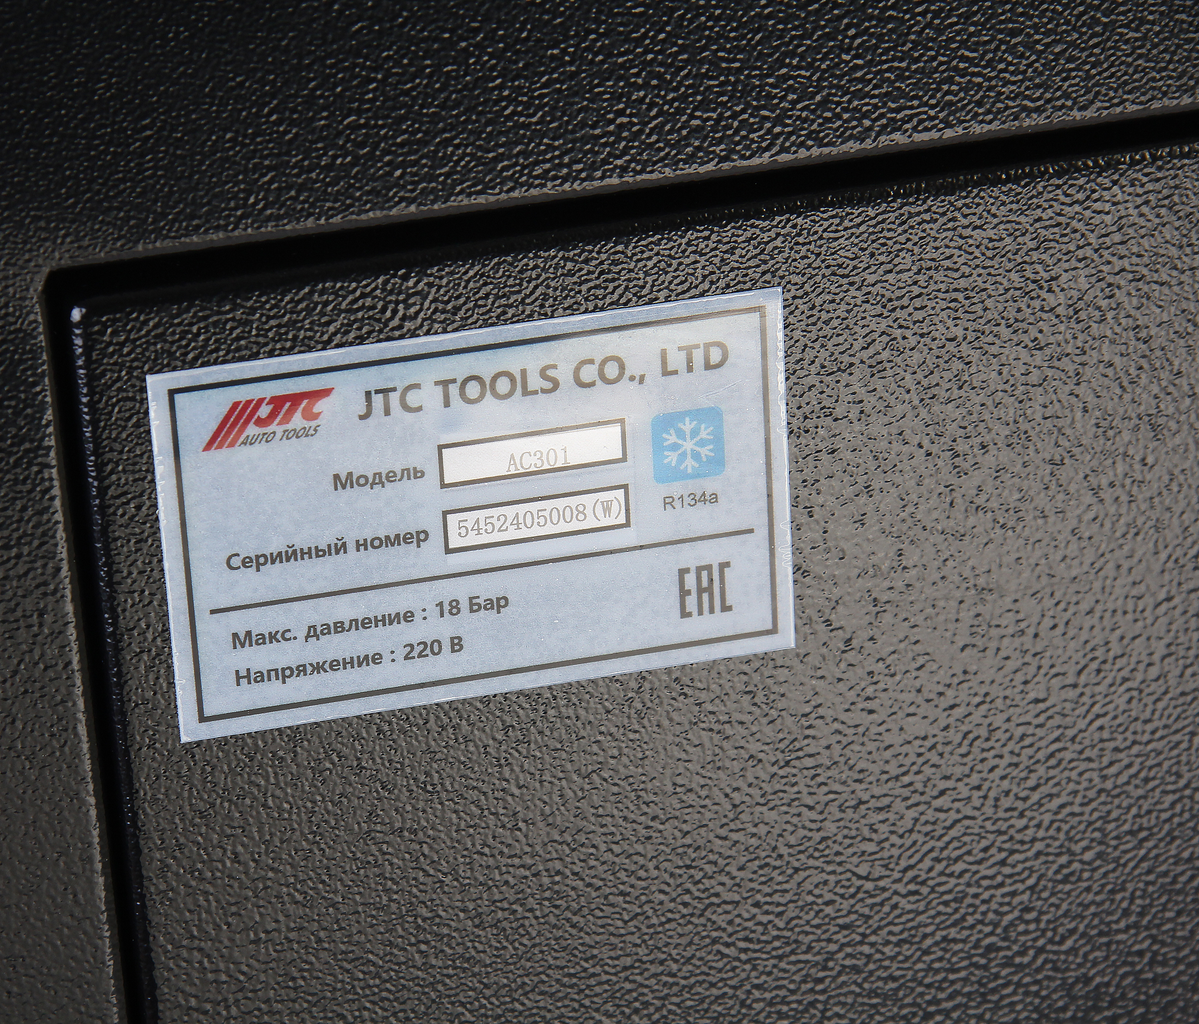 JTC
AUTO TOOLS
JTC TOOLS CO., LTD
Модель AC301
R134a
Серийный номер 5452405008(W)
Макс. давление : 18 Бар
EAC
Напряжение : 220 В